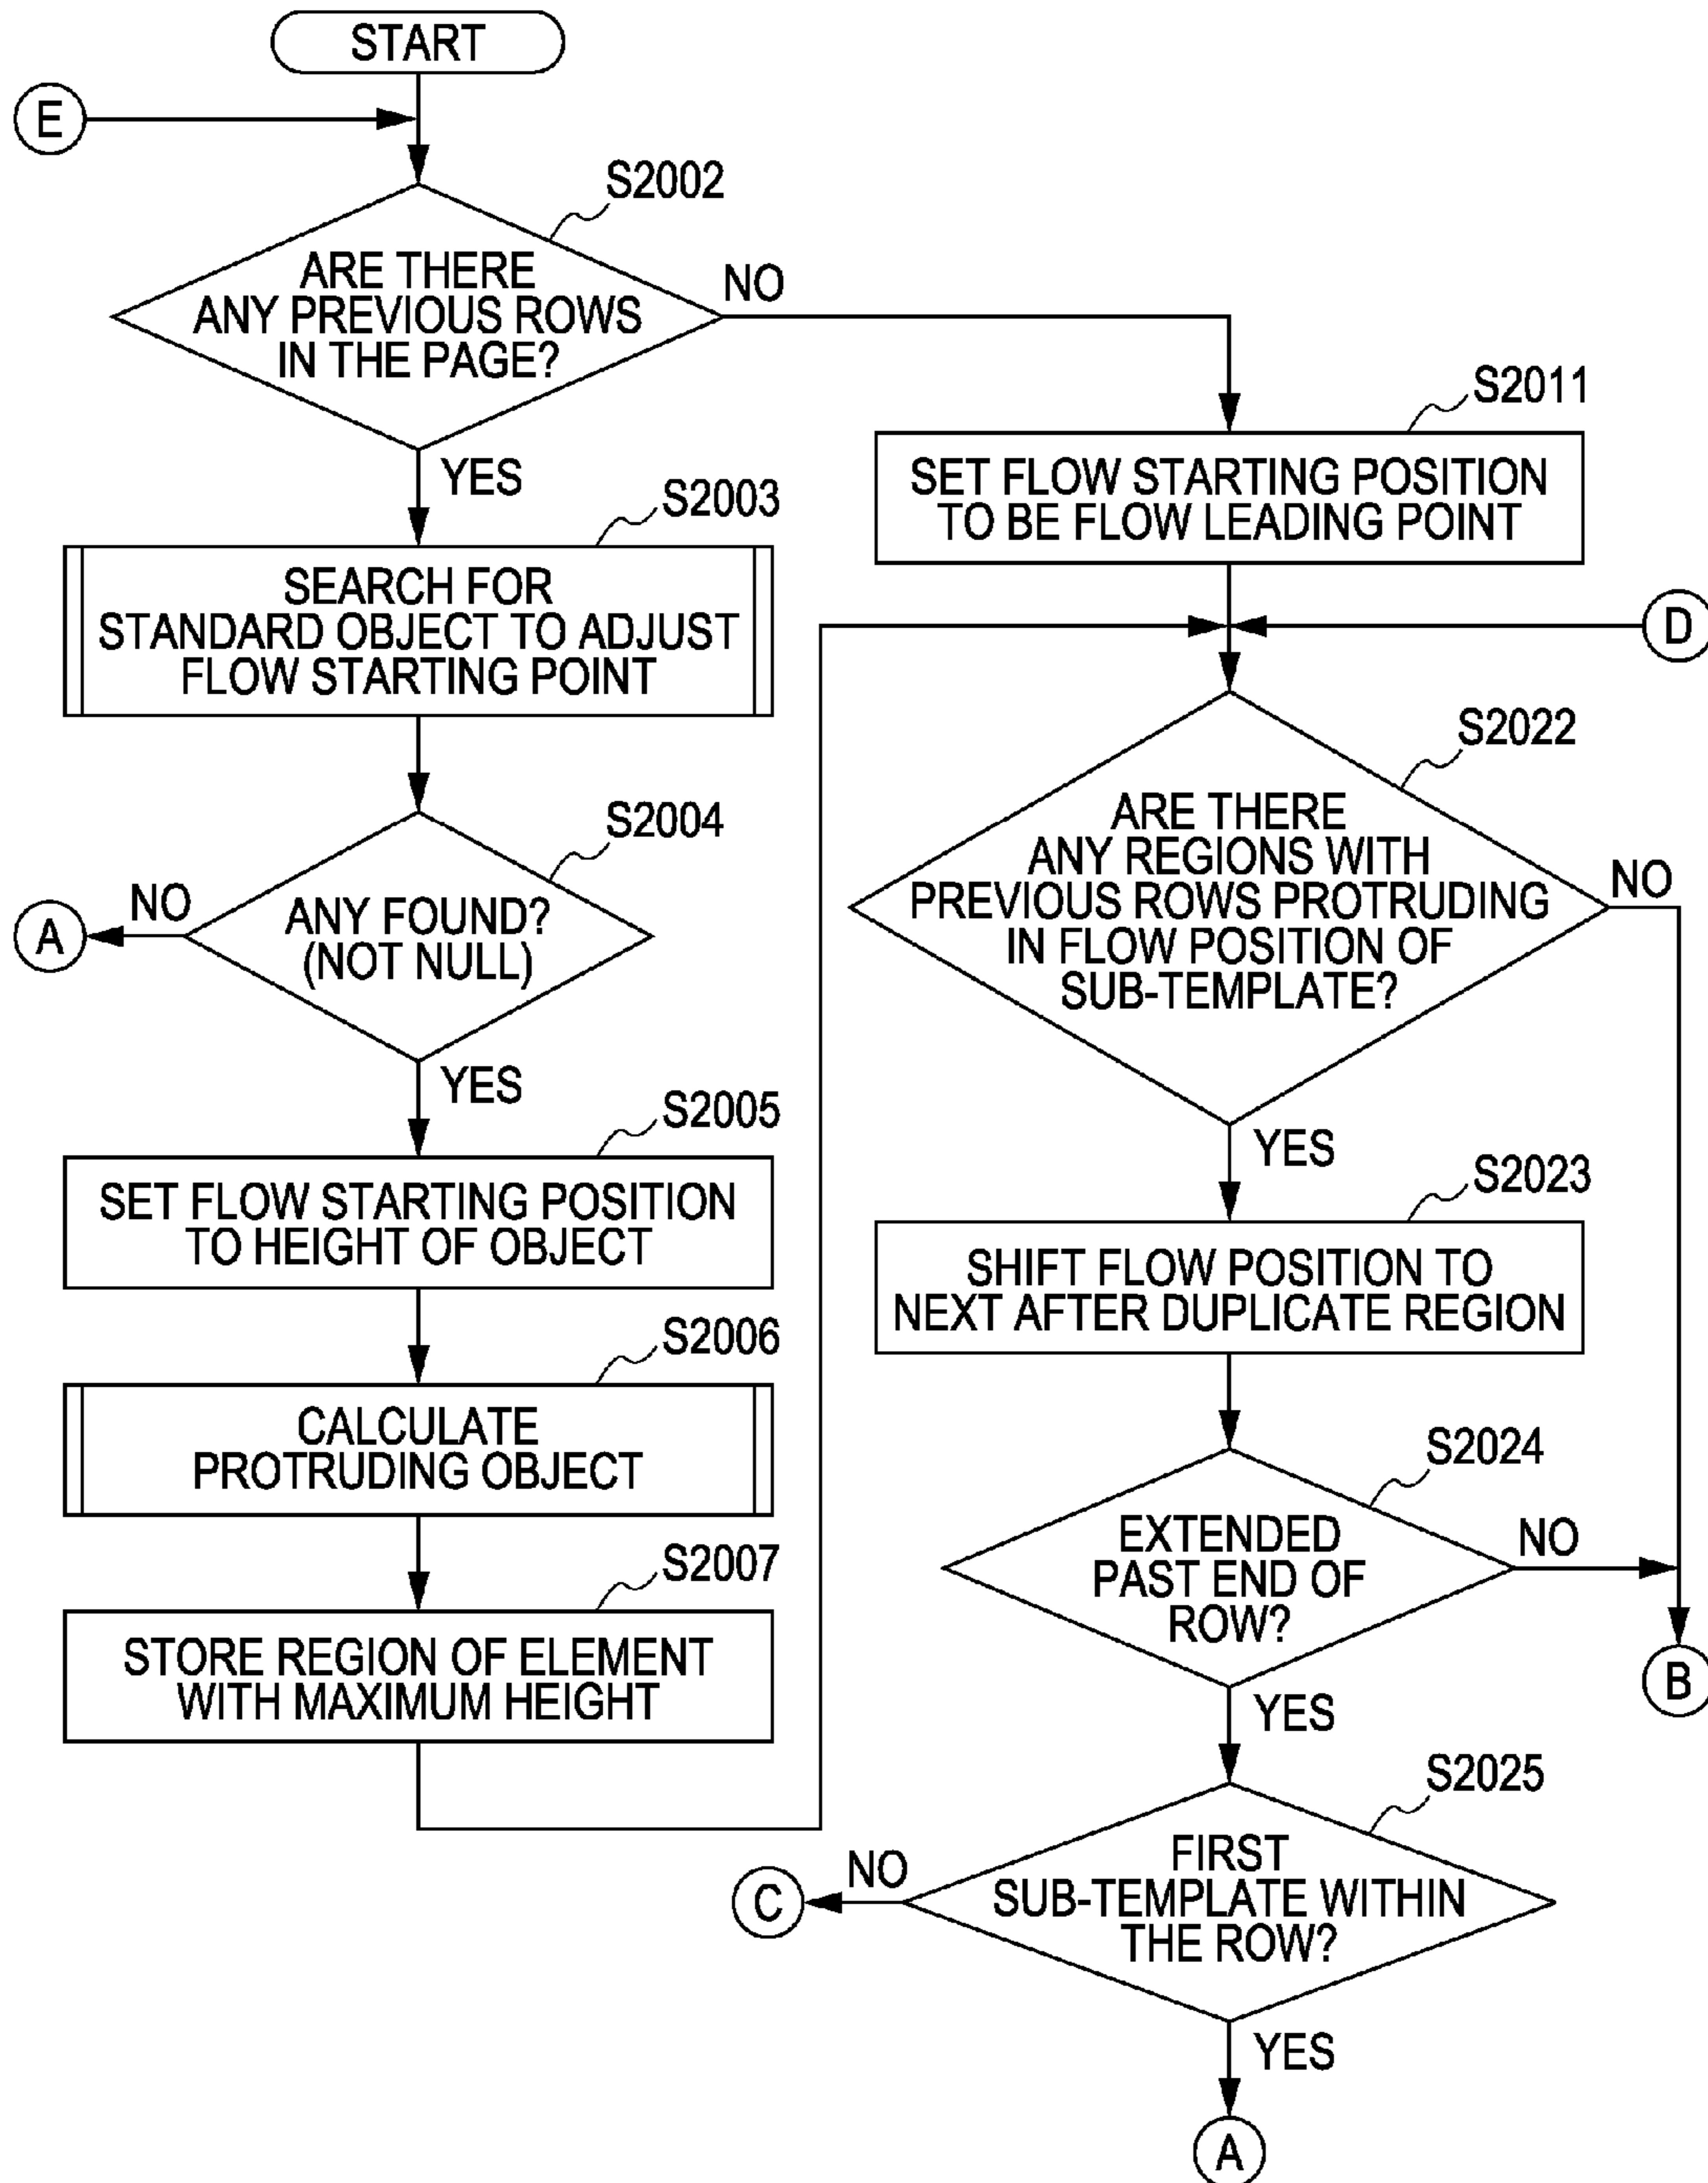 START
E
S2002
ARE THERE
ANY PREVIOUS ROWS
IN THE PAGE?
NO
YES
S2003
SEARCH FOR
STANDARD OBJECT TO ADJUST
FLOW STARTING POINT
S2004
ANY FOUND?
(NOT NULL)
NO
A
YES
S2005
SET FLOW STARTING POSITION
TO HEIGHT OF OBJECT
S2006
CALCULATE
PROTRUDING OBJECT
S2007
STORE REGION OF ELEMENT
WITH MAXIMUM HEIGHT
S2011
SET FLOW STARTING POSITION
TO BE FLOW LEADING POINT
D
S2022
ARE THERE
ANY REGIONS WITH
PREVIOUS ROWS PROTRUDING
IN FLOW POSITION OF
SUB-TEMPLATE?
NO
YES
S2023
SHIFT FLOW POSITION TO
NEXT AFTER DUPLICATE REGION
S2024
EXTENDED
PAST END OF
ROW?
NO
B
YES
S2025
FIRST
SUB-TEMPLATE WITHIN
THE ROW?
NO
C
YES
A